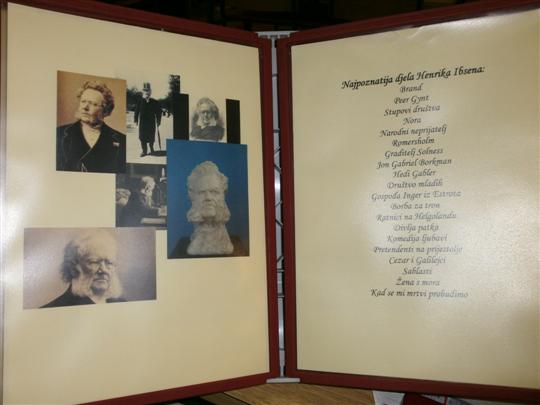 Najpoznatija djela Henrika Ibsena:
Brand
Peer Gynt
Stupovi društva
Nora
Narodni neprijatelj
Romersholm
Graditelj Solness
Jon Gabriel Borkman
Hedi Gabler
Društvo mladih
Gospođa Inger iz Estrota
Borba za tron
Ratnici na Helgolandu
Divlja patka
Komedija ljubavi
Pretendenti na prijestolje
Cezar i Galilejci
Sablasti
Žena s mora
Kad se mi mrtvi probudimo